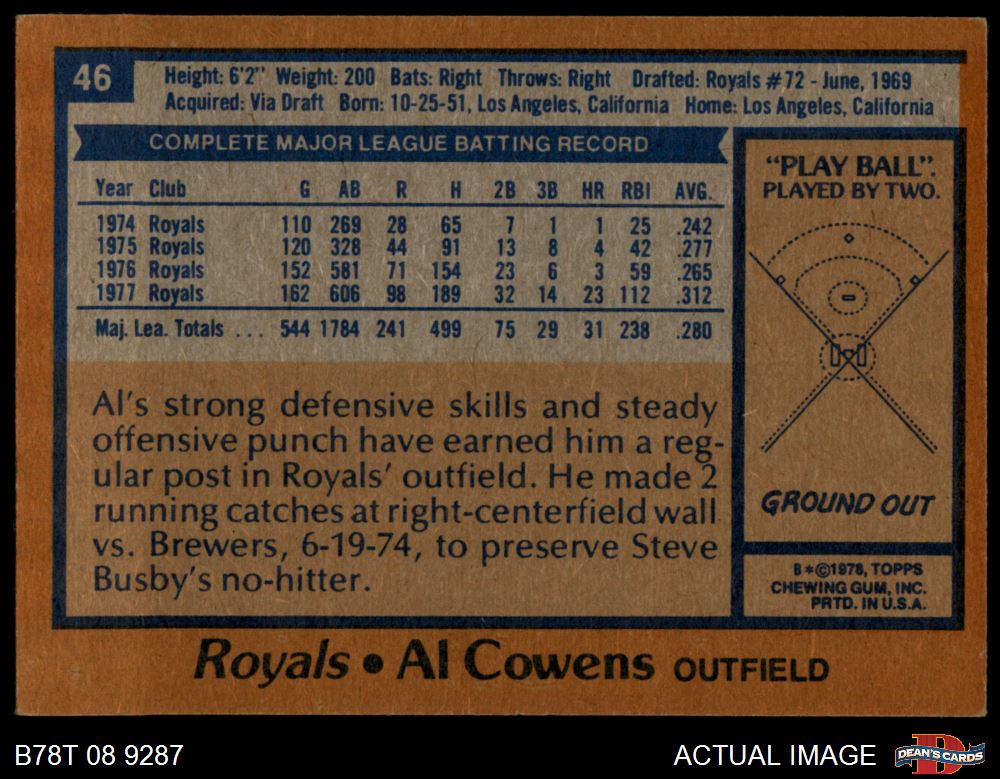 46
Height: 6'2" Weight: 200 Bats: Right Throws: Right Drafted: Royals #72 - June, 1969
Acquired: Via Draft Born: 10-25-51, Los Angeles, California Home: Los Angeles, California
COMPLETE MAJOR LEAGUE BATTING RECORD
Year Club G AB R H 2B 3B HR RBI AVG.
1974 Royals 110 269 28 65 7 1 1 25 .242
1975 Royals 120 328 44 91 13 8 4 42 .277
1976 Royals 152 581 71 154 23 6 3 59 .265
1977 Royals 162 606 98 189 32 14 23 112 .312
Maj. Lea. Totals ... 544 1784 241 499 75 29 31 238 .280
Al's strong defensive skills and steady
offensive punch have earned him a reg-
ular post in Royals' outfield. He made 2
running catches at right-centerfield wall
vs. Brewers, 6-19-74, to preserve Steve
Busby's no-hitter.
"PLAY BALL".
PLAYED BY TWO.
GROUND OUT
B*©1978, TOPPS
CHEWING GUM, INC.
PRTD. IN U.S.A.
Royals • Al Cowens OUTFIELD
B78T 08 9287
ACTUAL IMAGE
D
DEAN'S CARDS